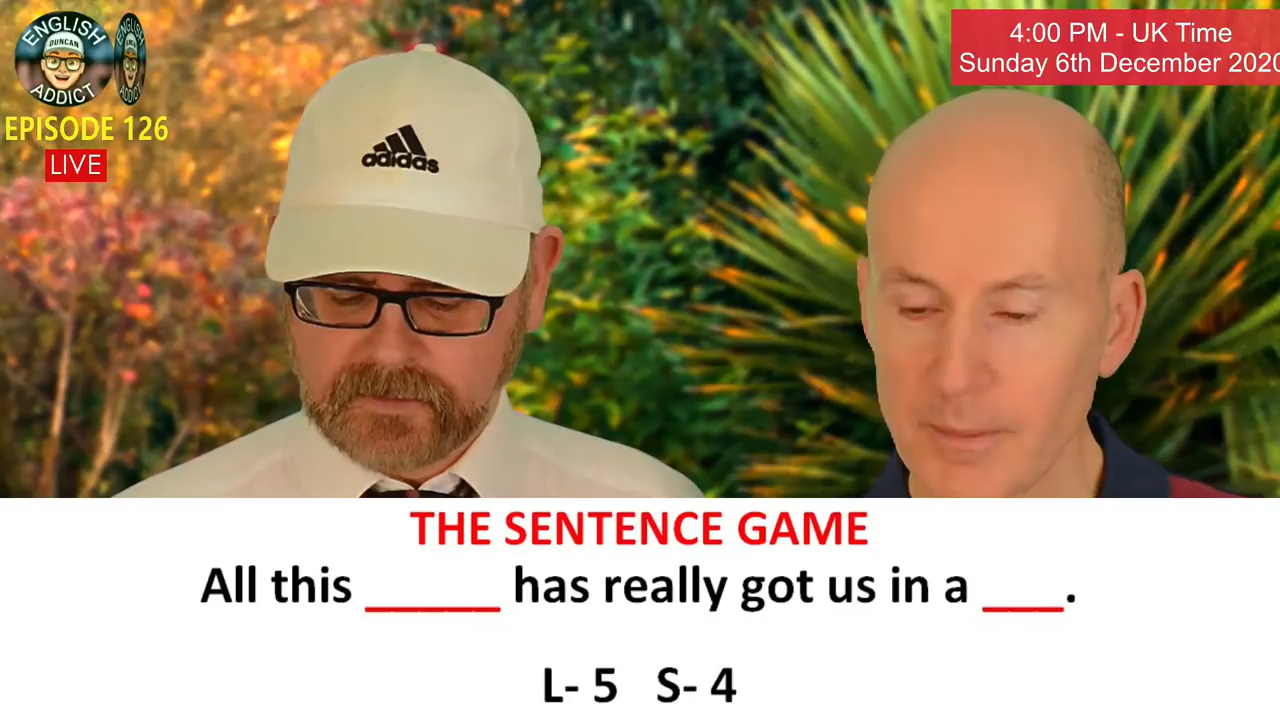 ENGLISH
DUNCAN
ADDICT
EPISODE 126
LIVE
adidas
4:00 PM - UK Time
Sunday 6th December 2020
THE SENTENCE GAME
All this _____ has really got us in a ___.
L- 5 S- 4